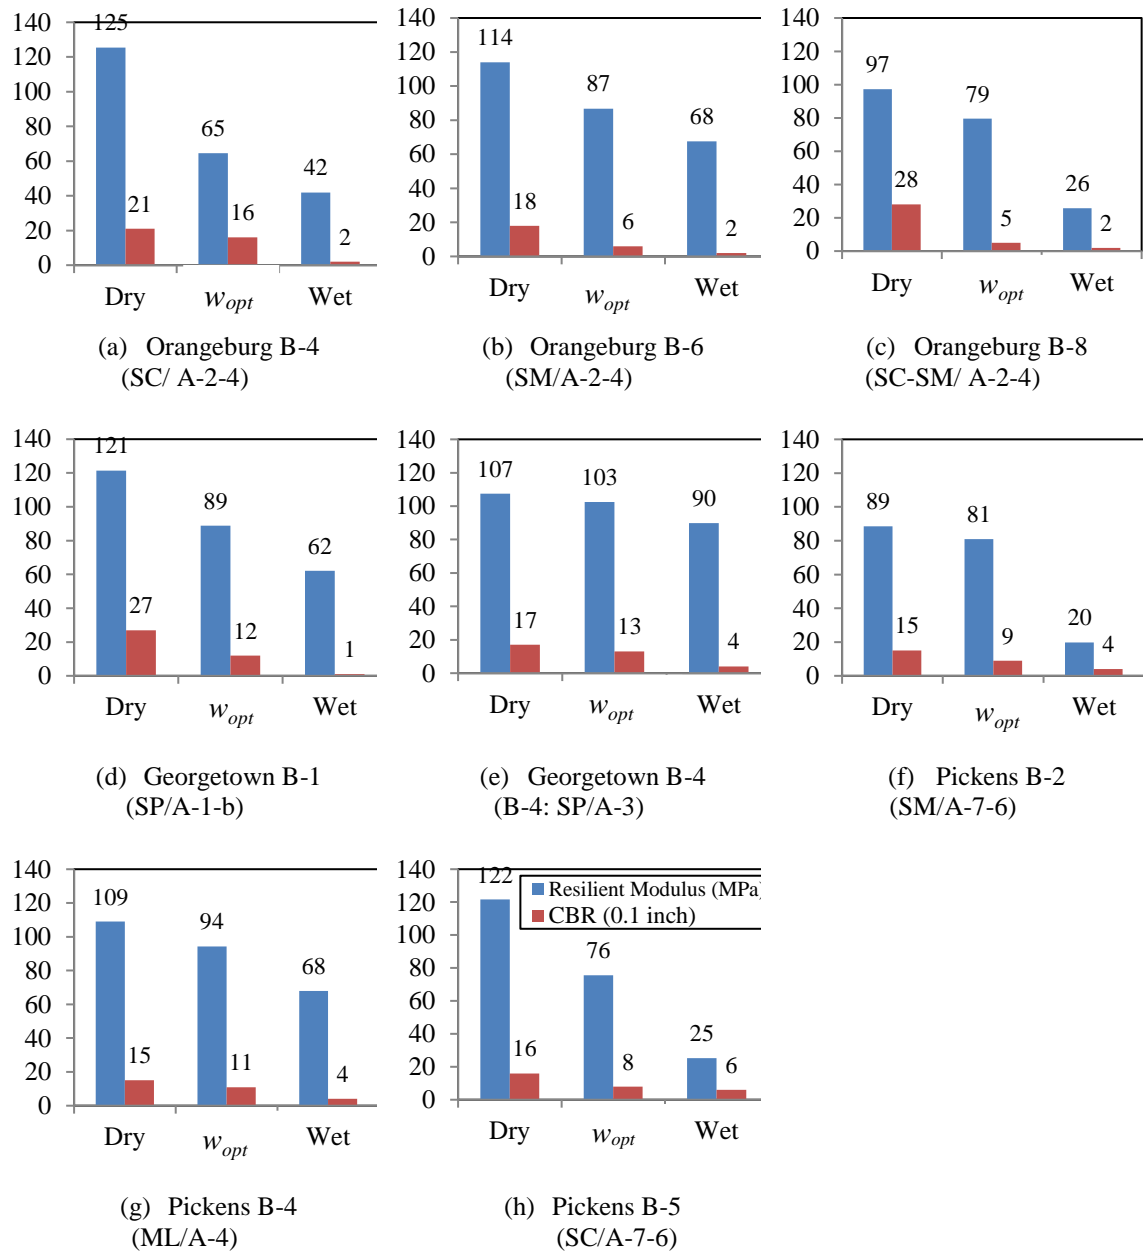 140
120
100
80
60
40
20
0
125
21
65
16
42
2
Dry
wopt
Wet
(a) Orangeburg B-4
(SC/ A-2-4)
140
120
100
80
60
40
20
0
114
18
87
6
68
2
Dry
wopt
Wet
(b) Orangeburg B-6
(SM/A-2-4)
140
120
100
80
60
40
20
0
97
28
79
5
26
2
Dry
wopt
Wet
(c) Orangeburg B-8
(SC-SM/ A-2-4)
140
120
100
80
60
40
20
0
121
27
89
12
62
1
Dry
wopt
Wet
(d) Georgetown B-1
(SP/A-1-b)
140
120
100
80
60
40
20
0
107
17
103
13
90
4
Dry
wopt
Wet
(e) Georgetown B-4
(B-4: SP/A-3)
140
120
100
80
60
40
20
0
89
15
81
9
20
4
Dry
wopt
Wet
(f) Pickens B-2
(SM/A-7-6)
140
120
100
80
60
40
20
0
109
15
94
11
68
4
Dry
wopt
Wet
(g) Pickens B-4
(ML/A-4)
140
120
100
80
60
40
20
0
122
16
76
8
25
6
Resilient Modulus (MPa)
CBR (0.1 inch)
Dry
wopt
Wet
(h) Pickens B-5
(SC/A-7-6)